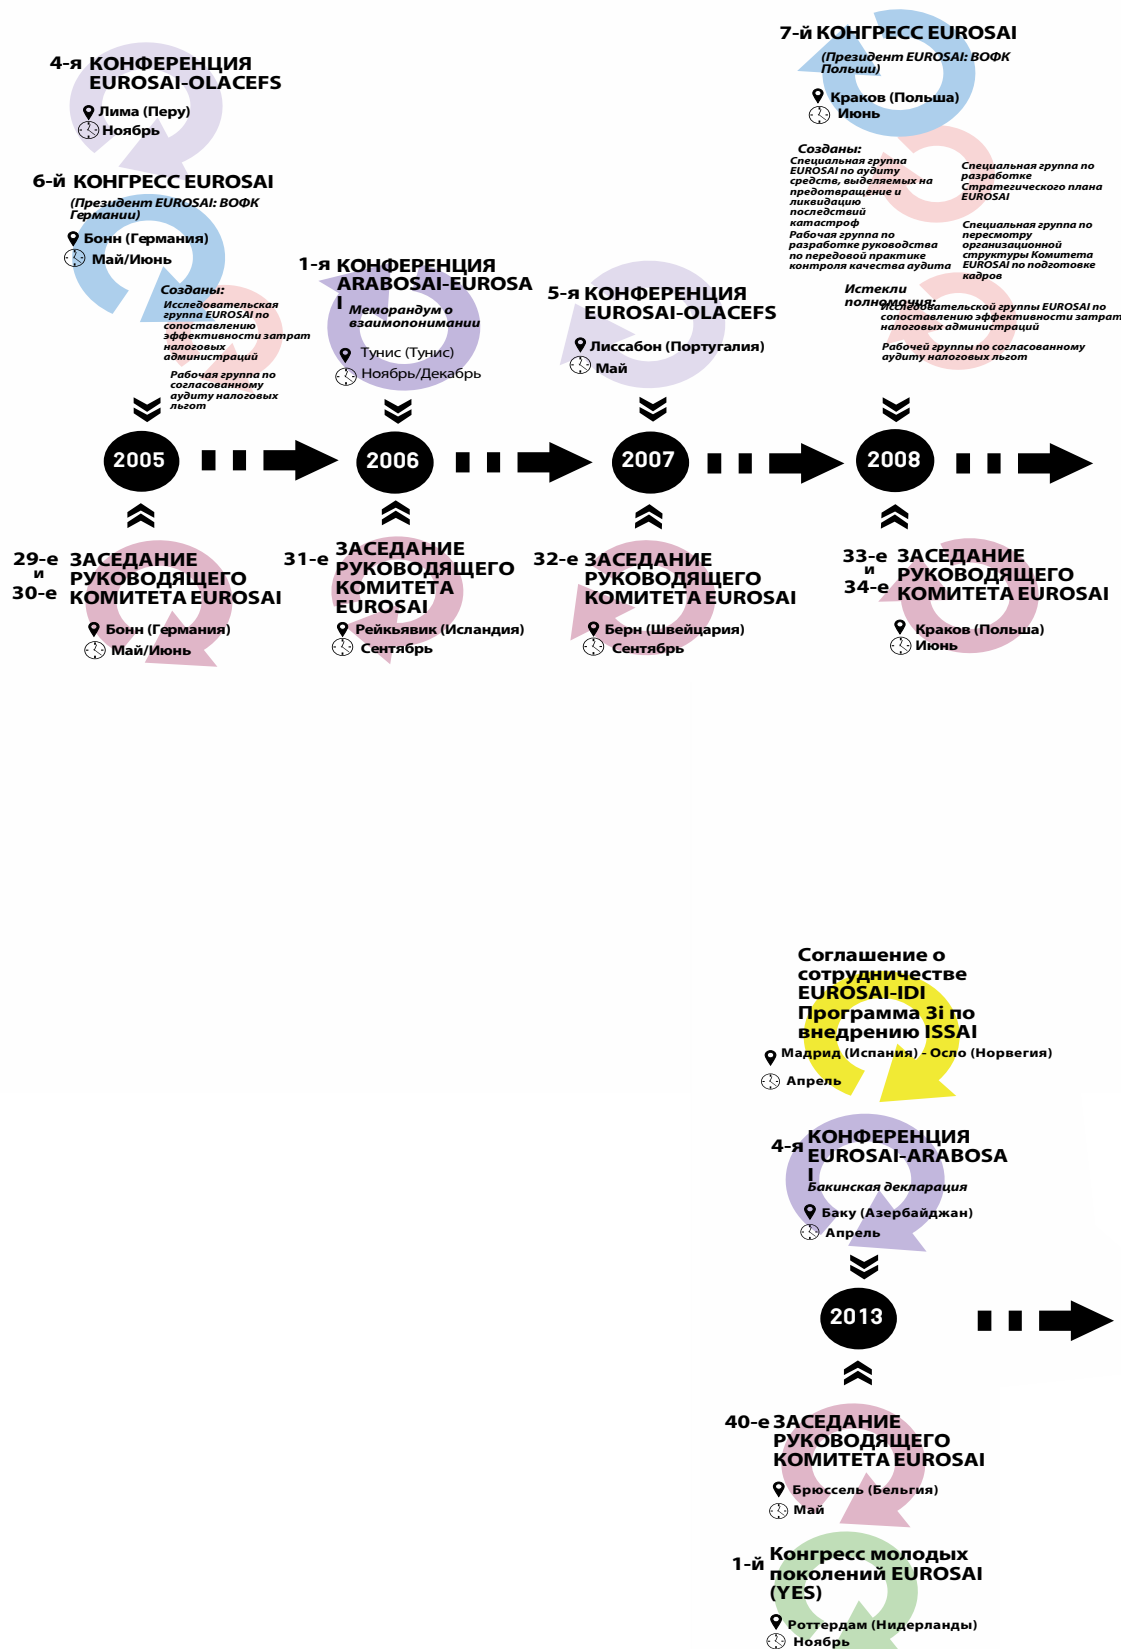 4-я КОНФЕРЕНЦИЯ
EUROSAI-OLACEFS
Лима (Перу)
Ноябрь
6-й КОНГРЕСС EUROSAI
(Президент EUROSAI: ВОФК
Германии)
Бонн (Германия)
Май/Июнь
Созданы:
Исследовательская
группа EUROSAI по
сопоставлению
эффективности затрат
налоговых
администраций
Рабочая группа по
согласованному
аудиту налоговых
льгот
2005
29-е
и
30-е
ЗАСЕДАНИЕ
РУКОВОДЯЩЕГО
КОМИТЕТА EUROSAI
Бонн (Германия)
Май/Июнь
1-я КОНФЕРЕНЦИЯ
ARABOSAI-EUROSA
I
Меморандум о
взаимопонимании
Тунис (Тунис)
Ноябрь/Декабрь
2006
31-е ЗАСЕДАНИЕ
РУКОВОДЯЩЕГО
КОМИТЕТА
EUROSAI
Рейкьявик (Исландия)
Сентябрь
5-я КОНФЕРЕНЦИЯ
EUROSAI-OLACEFS
Лиссабон (Португалия)
Май
2007
32-е ЗАСЕДАНИЕ
РУКОВОДЯЩЕГО
КОМИТЕТА EUROSAI
Берн (Швейцария)
Сентябрь
7-й КОНГРЕСС EUROSAI
(Президент EUROSAI: ВОФК
Польши)
Краков (Польша)
Июнь
Созданы:
Специальная группа
EUROSAI по аудиту
средств, выделяемых на
предотвращение и
ликвидацию
последствий
катастроф
Рабочая группа по
разработке руководства
по передовой практике
контроля качества аудита
Специальная группа по
разработке
Стратегического плана
EUROSAI
Специальная группа по
пересмотру
организационной
структуры Комитета
EUROSAI по подготовке
кадров
Истекли
полномочия:
Исследовательской группы EUROSAI по
сопоставлению эффективности затрат
налоговых администраций
Рабочей группы по согласованному
аудиту налоговых льгот
2008
33-е
и
34-е
ЗАСЕДАНИЕ
РУКОВОДЯЩЕГО
КОМИТЕТА EUROSAI
Краков (Польша)
Июнь
Соглашение о
сотрудничестве
EUROSAI-IDI
Программа 3i по
внедрению ISSAI
Мадрид (Испания) - Осло (Норвегия)
Апрель
4-я КОНФЕРЕНЦИЯ
EUROSAI-ARABOSA
I
Бакинская декларация
Баку (Азербайджан)
Апрель
2013
40-е ЗАСЕДАНИЕ
РУКОВОДЯЩЕГО
КОМИТЕТА EUROSAI
Брюссель (Бельгия)
Май
1-й Конгресс молодых
поколений EUROSAI
(YES)
Роттердам (Нидерланды)
Ноябрь